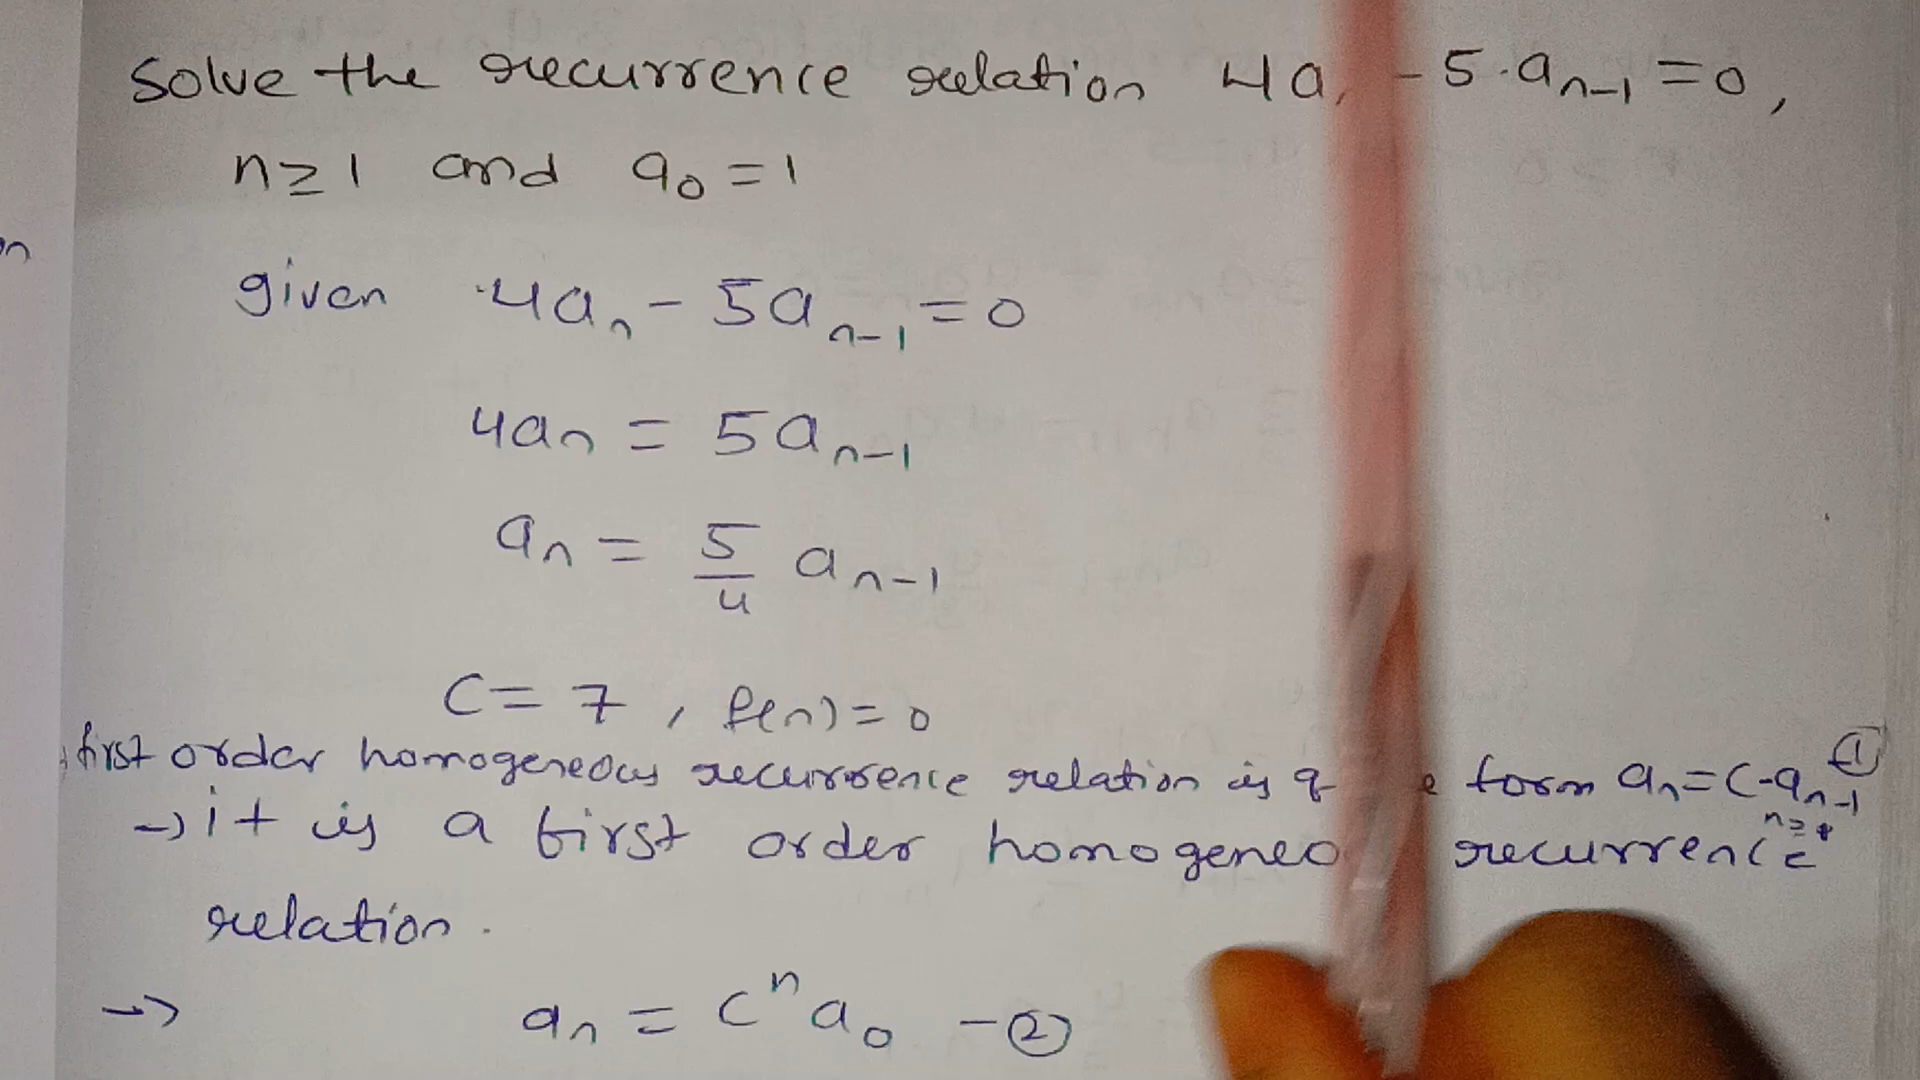 Solve the recurrence relation 4a - 5.aₙ₋₁ = 0,
n ≥ 1 and a₀ = 1
n
given 4aₙ - 5aₙ₋₁ = 0
4aₙ = 5aₙ₋₁
aₙ = 5/4 aₙ₋₁
C = 7, f(n) = 0
first order homogeneous recurrence relation is form aₙ = C-aₙ₋₁ ①
n ≥
→ it is a first order homogeneo recurrence
relation.
→ aₙ = cⁿ a₀ - ②